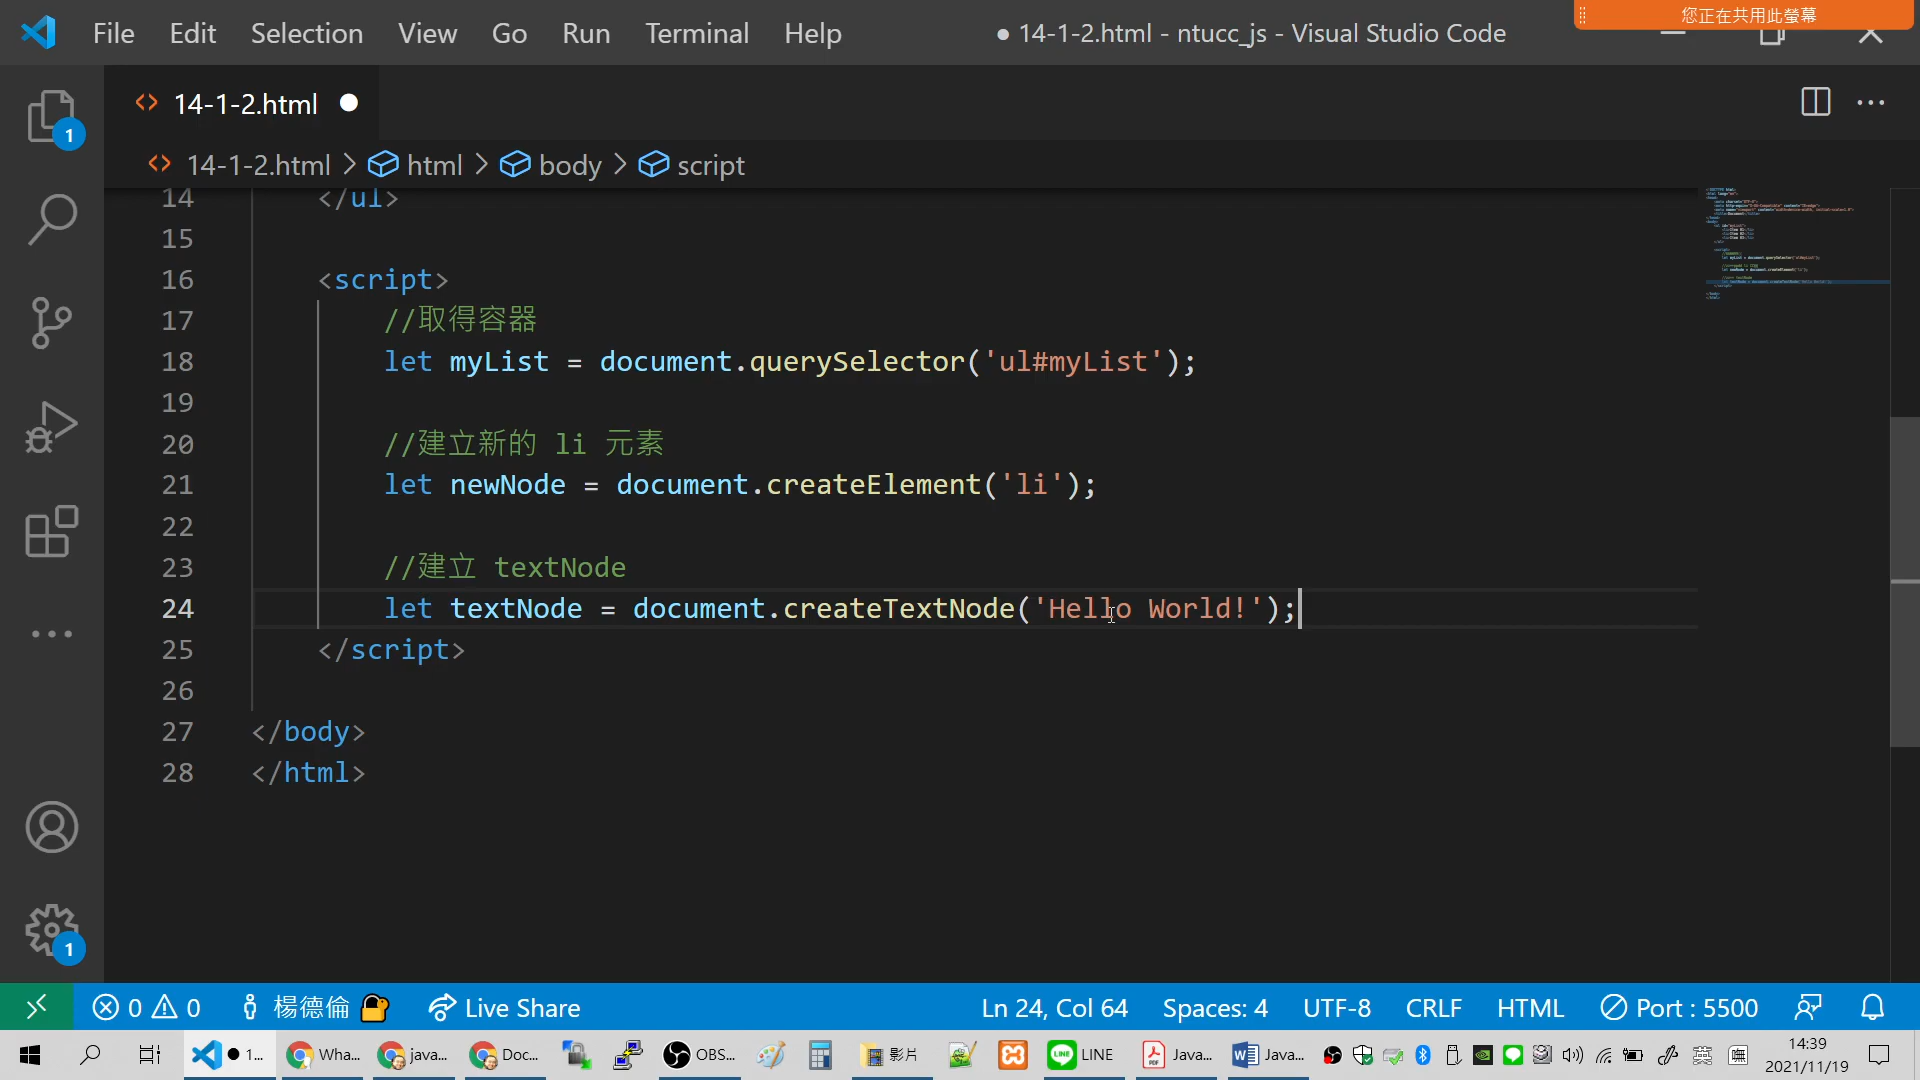 File Edit Selection View Go Run Terminal Help
● 14-1-2.html - ntucc_js - Visual Studio Code
您正在共用此螢幕
14-1-2.html
14-1-2.html > html > body > script
14 </ul>
15
16 <script>
17 //取得容器
18 let myList = document.querySelector('ul#myList');
19
20 //建立新的 li 元素
21 let newNode = document.createElement('li');
22
23 //建立 textNode
24 let textNode = document.createTextNode('Hello World!');
25 </script>
26
27 </body>
28 </html>
1
1
0 0 楊德倫 Live Share Ln 24, Col 64 Spaces: 4 UTF-8 CRLF HTML Port : 5500
● 1... Wha... java... Doc... OBS... 影片 LINE Java... Java... 英 14:39
2021/11/19